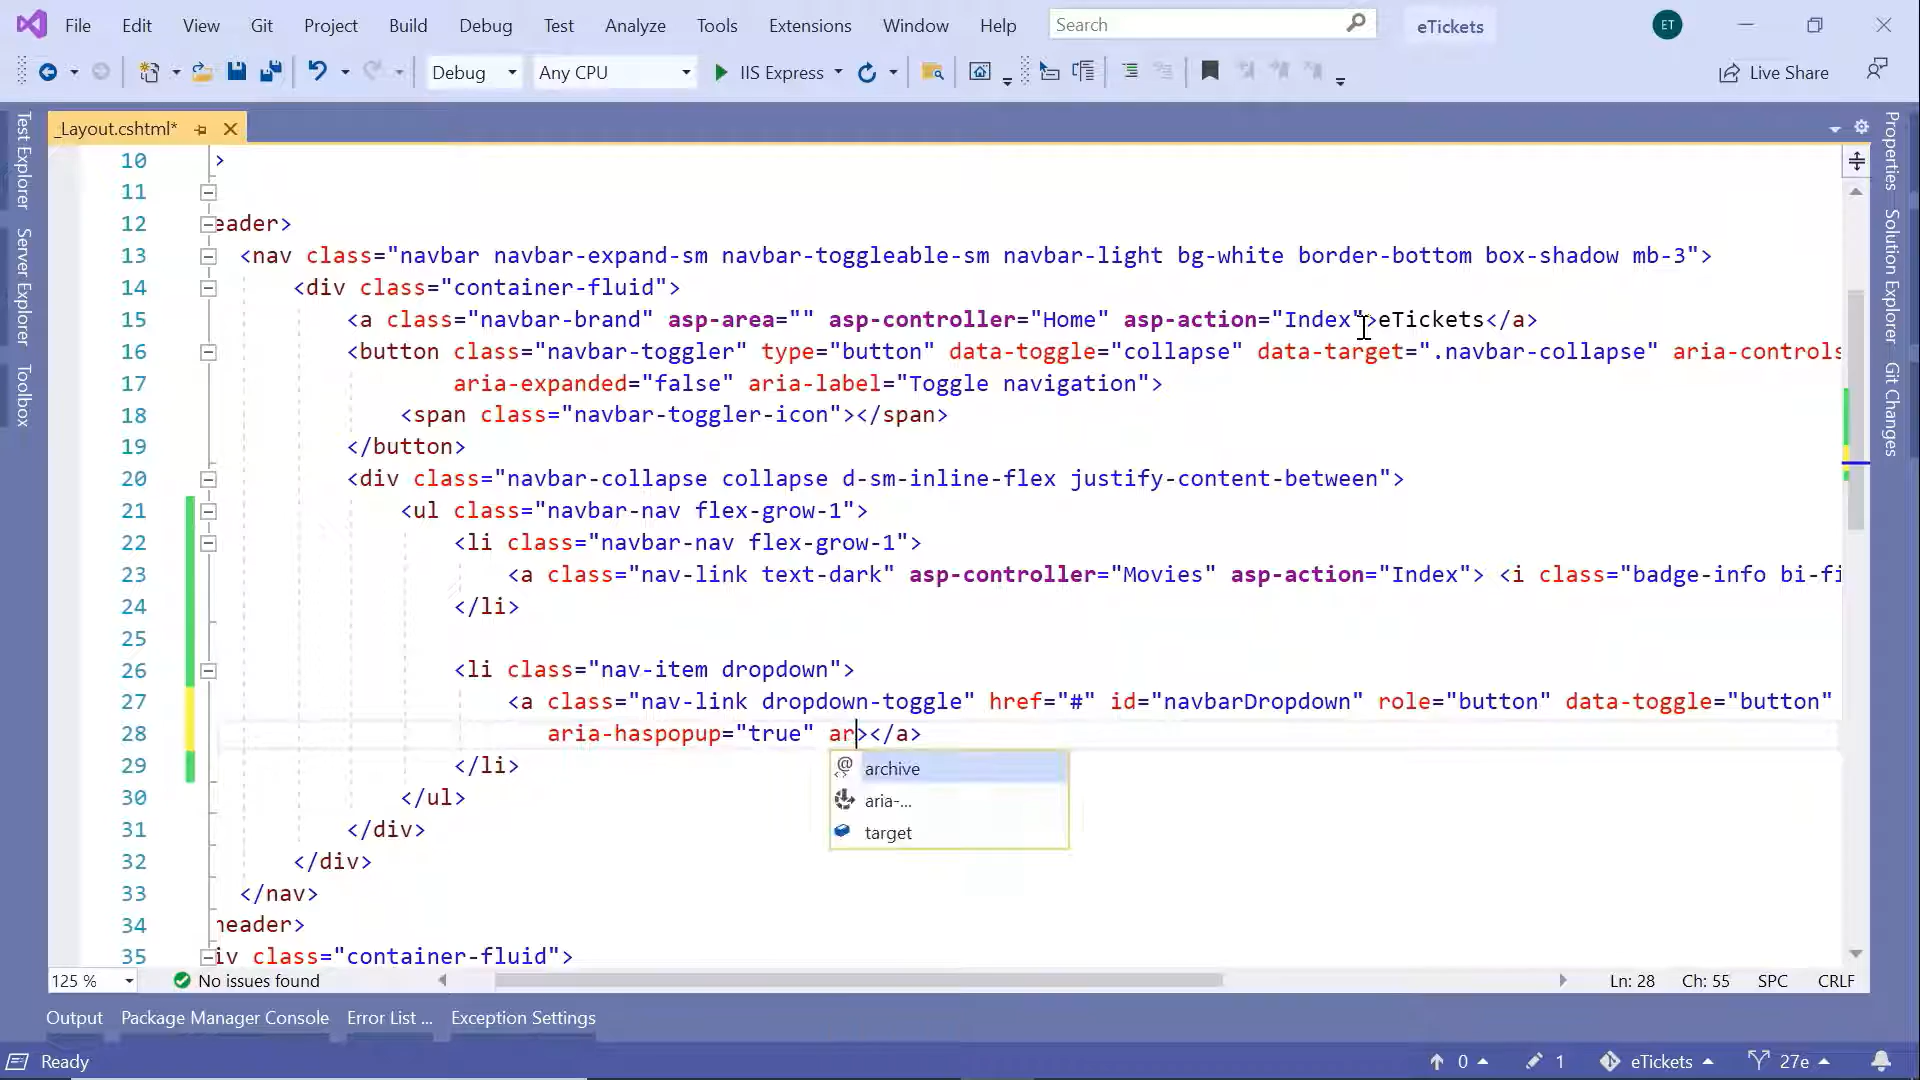 File Edit View Git Project Build Debug Test Analyze Tools Extensions Window Help Search eTickets ET
Debug Any CPU IIS Express Live Share
_Layout.cshtml*
Test Explorer
Server Explorer
Toolbox
Properties
Solution Explorer
Git Changes
10 >
11
12 eader>
13 <nav class="navbar navbar-expand-sm navbar-toggleable-sm navbar-light bg-white border-bottom box-shadow mb-3">
14 <div class="container-fluid">
15 <a class="navbar-brand" asp-area="" asp-controller="Home" asp-action="Index">eTickets</a>
16 <button class="navbar-toggler" type="button" data-toggle="collapse" data-target=".navbar-collapse" aria-controls
17 aria-expanded="false" aria-label="Toggle navigation">
18 <span class="navbar-toggler-icon"></span>
19 </button>
20 <div class="navbar-collapse collapse d-sm-inline-flex justify-content-between">
21 <ul class="navbar-nav flex-grow-1">
22 <li class="navbar-nav flex-grow-1">
23 <a class="nav-link text-dark" asp-controller="Movies" asp-action="Index"> <i class="badge-info bi-fi
24 </li>
25
26 <li class="nav-item dropdown">
27 <a class="nav-link dropdown-toggle" href="#" id="navbarDropdown" role="button" data-toggle="button"
28 aria-haspopup="true" ar></a>
archive
aria-...
target
29 </li>
30 </ul>
31 </div>
32 </div>
33 </nav>
34 header>
35 iv class="container-fluid">
125 % No issues found Ln: 28 Ch: 55 SPC CRLF
Output Package Manager Console Error List ... Exception Settings
Ready 0 1 eTickets 27e